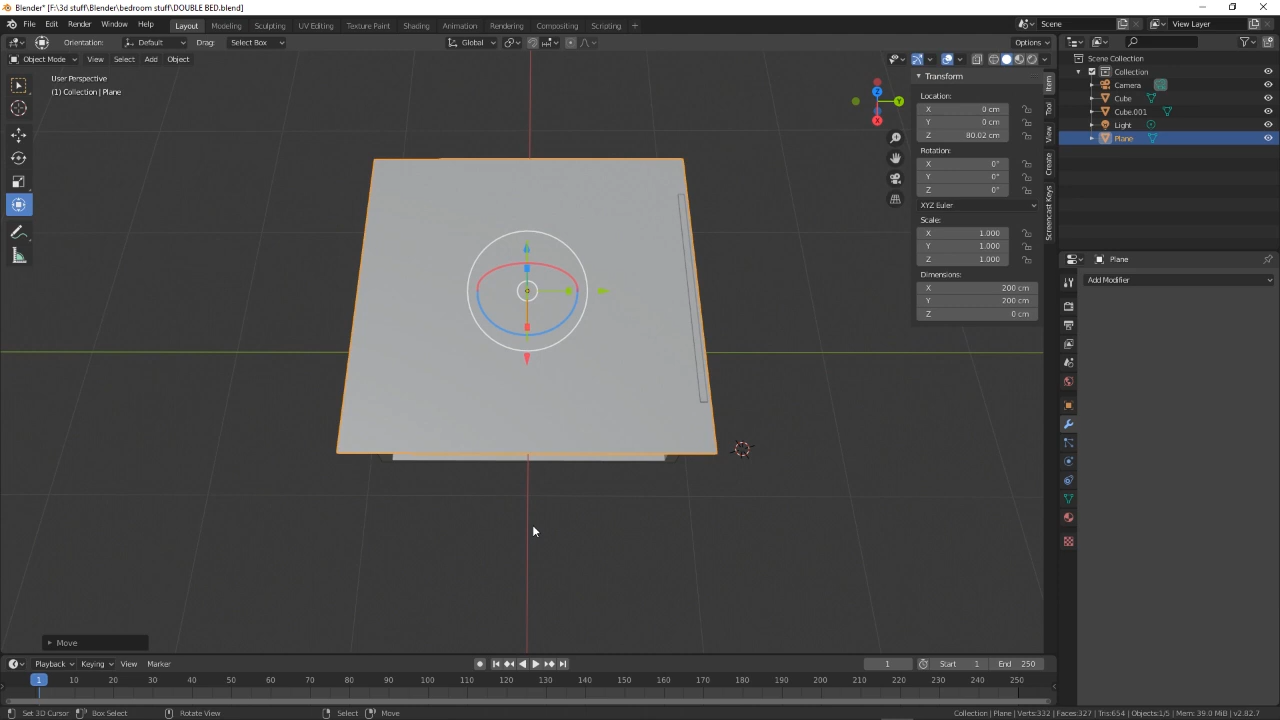 Blender* [F:\3d stuff\Blender\bedroom stuff\DOUBLE BED.blend]
File Edit Render Window Help Layout Modeling Sculpting UV Editing Texture Paint Shading Animation Rendering Compositing Scripting + Scene View Layer
Orientation: Default Drag: Select Box Global Options
Object Mode View Select Add Object
User Perspective
(1) Collection | Plane
Transform
Location:
X 0 cm
Y 0 cm
Z 80.02 cm
Rotation:
X 0°
Y 0°
Z 0°
XYZ Euler
Scale:
X 1.000
Y 1.000
Z 1.000
Dimensions:
X 200 cm
Y 200 cm
Z 0 cm
Item
Tool
View
Create
Screencast Keys
Z
Y
X
Scene Collection
Collection
Camera
Cube
Cube.001
Light
Plane
Plane
Add Modifier
Move
Playback Keying View Marker 1 Start 1 End 250
1 10 20 30 40 50 60 70 80 90 100 110 120 130 140 150 160 170 180 190 200 210 220 230 240 250
Set 3D Cursor Box Select Rotate View Select Move Collection | Plane | Verts:332 | Faces:327 | Tris:654 | Objects:1/5 | Mem: 39.0 MiB | v2.82.7